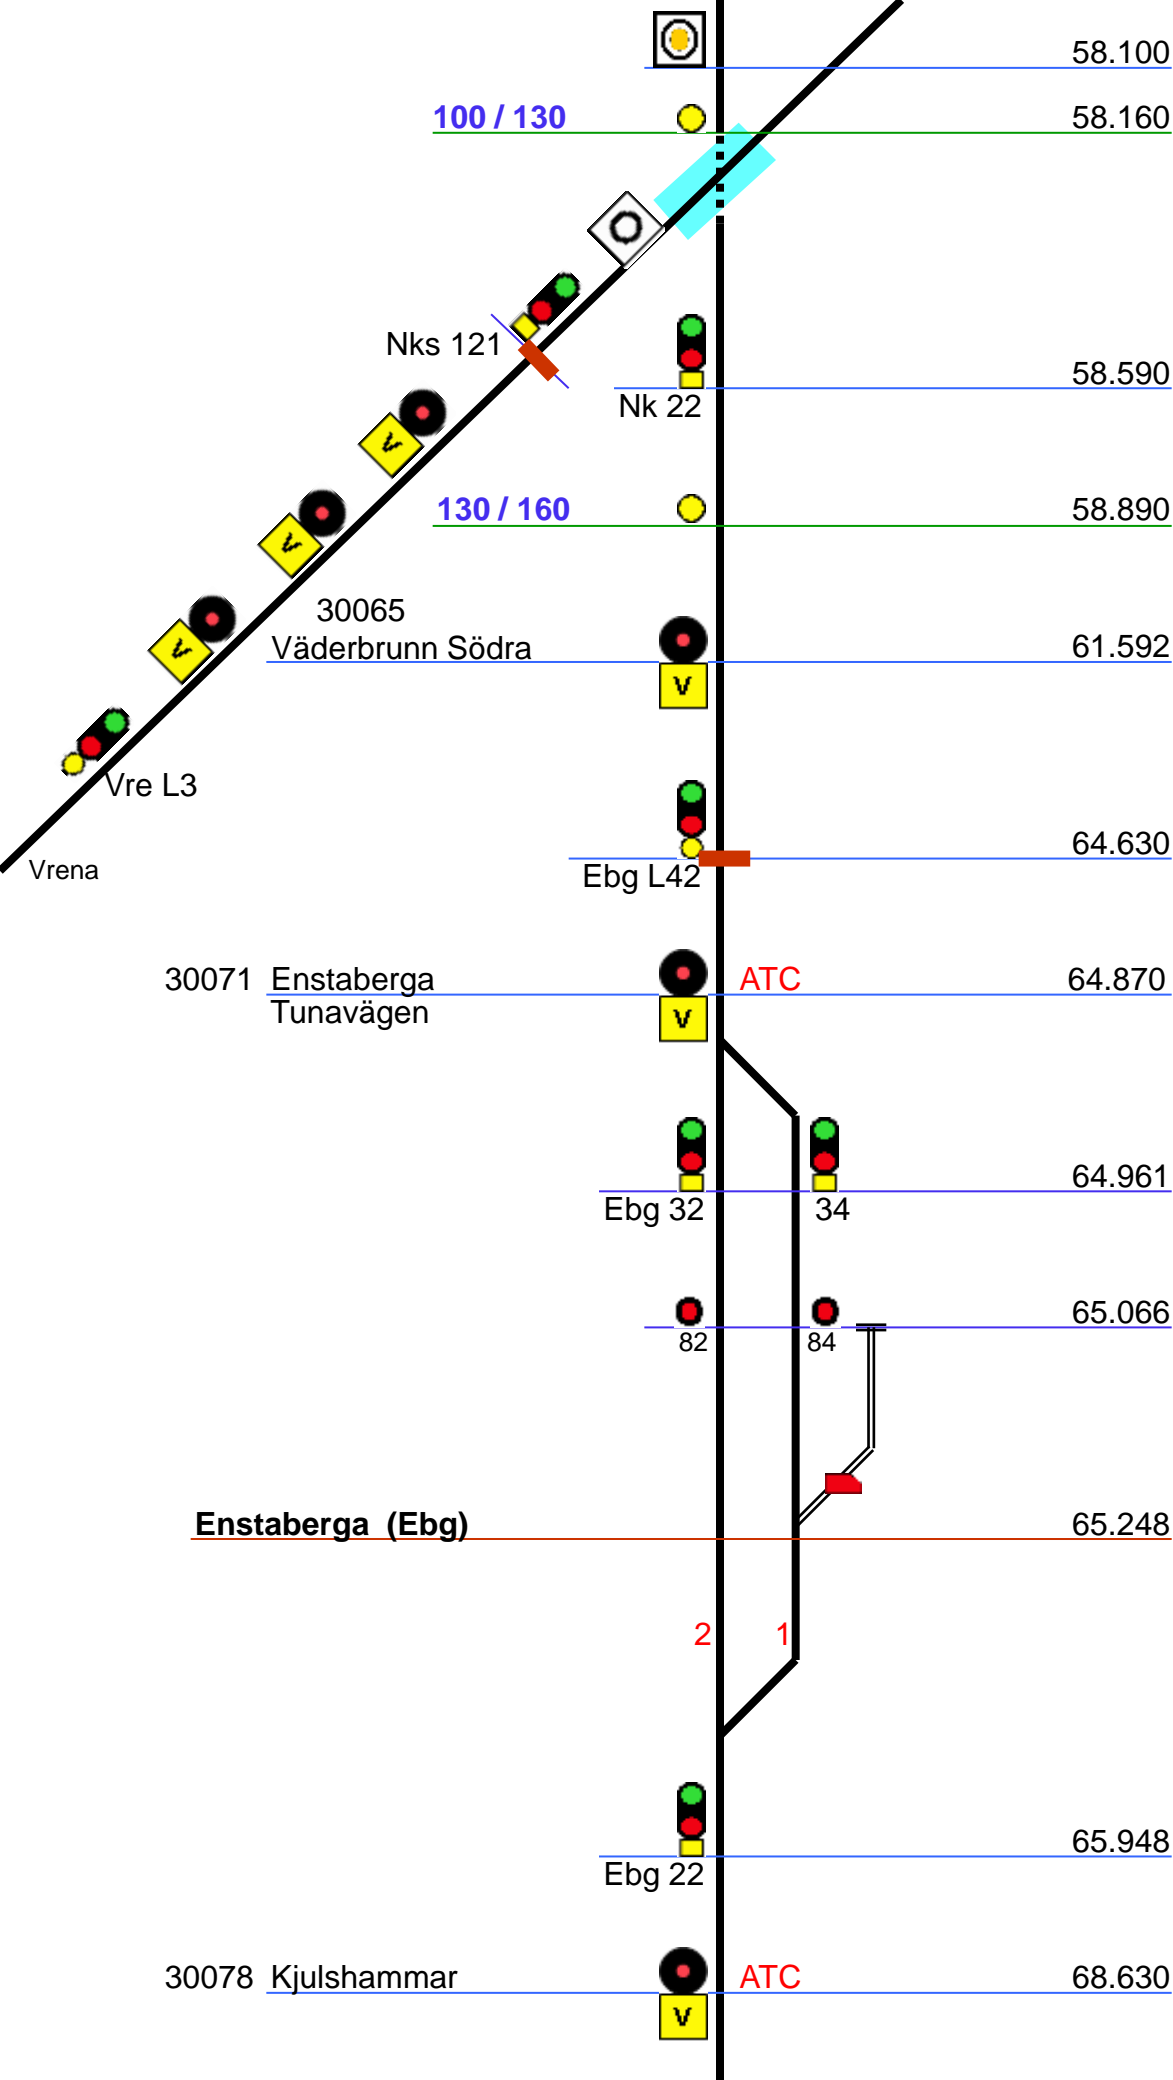 58.100
100 / 130 58.160
Nks 121
58.590
Nk 22
V
130 / 160 58.890
V
30065
Väderbrunn Södra 61.592
V
V
Vre L3
64.630
Vrena
Ebg L42
30071 Enstaberga ATC 64.870
Tunavägen
V
64.961
Ebg 32 34
65.066
82 84
Enstaberga (Ebg) 65.248
2 1
65.948
Ebg 22
30078 Kjulshammar ATC 68.630
V